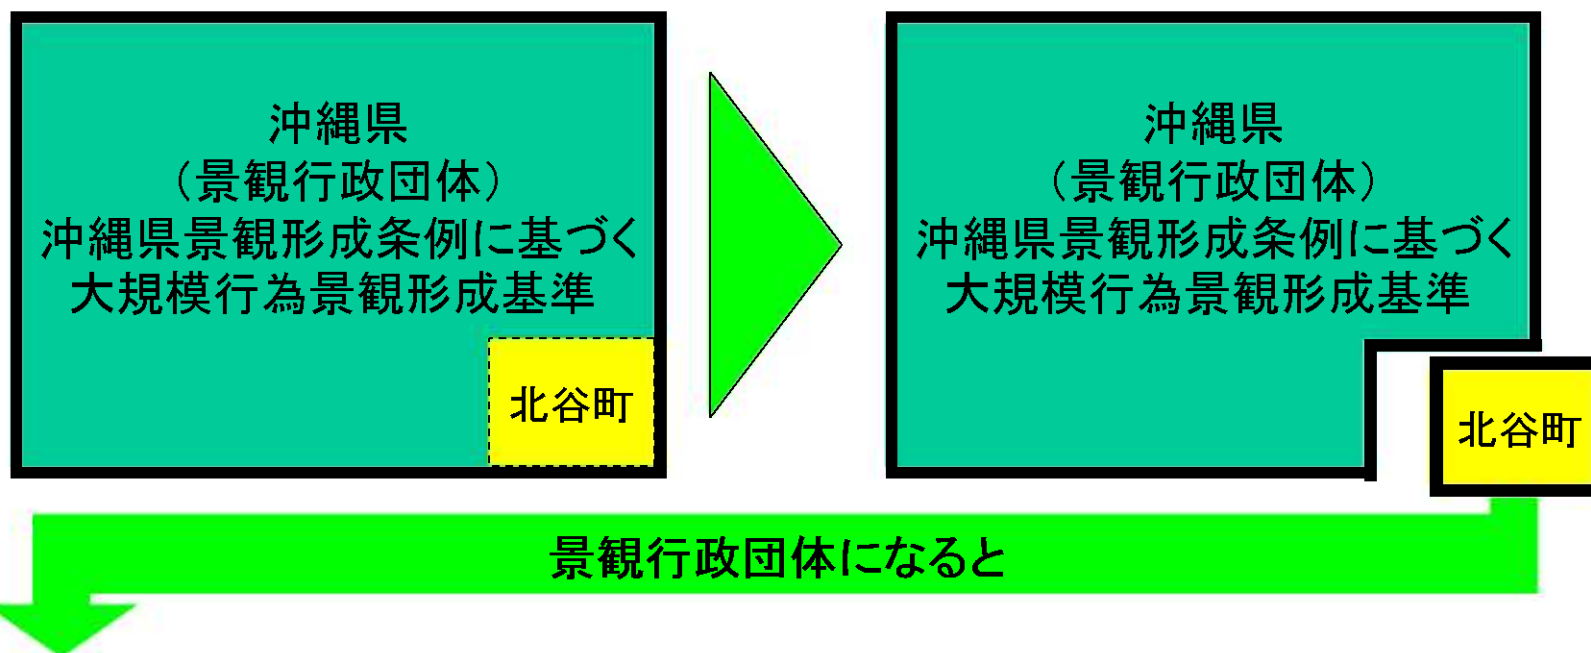 沖縄県
（景観行政団体）
沖縄県景観形成条例に基づく
大規模行為景観形成基準
北谷町
沖縄県
（景観行政団体）
沖縄県景観形成条例に基づく
大規模行為景観形成基準
北谷町
景観行政団体になると